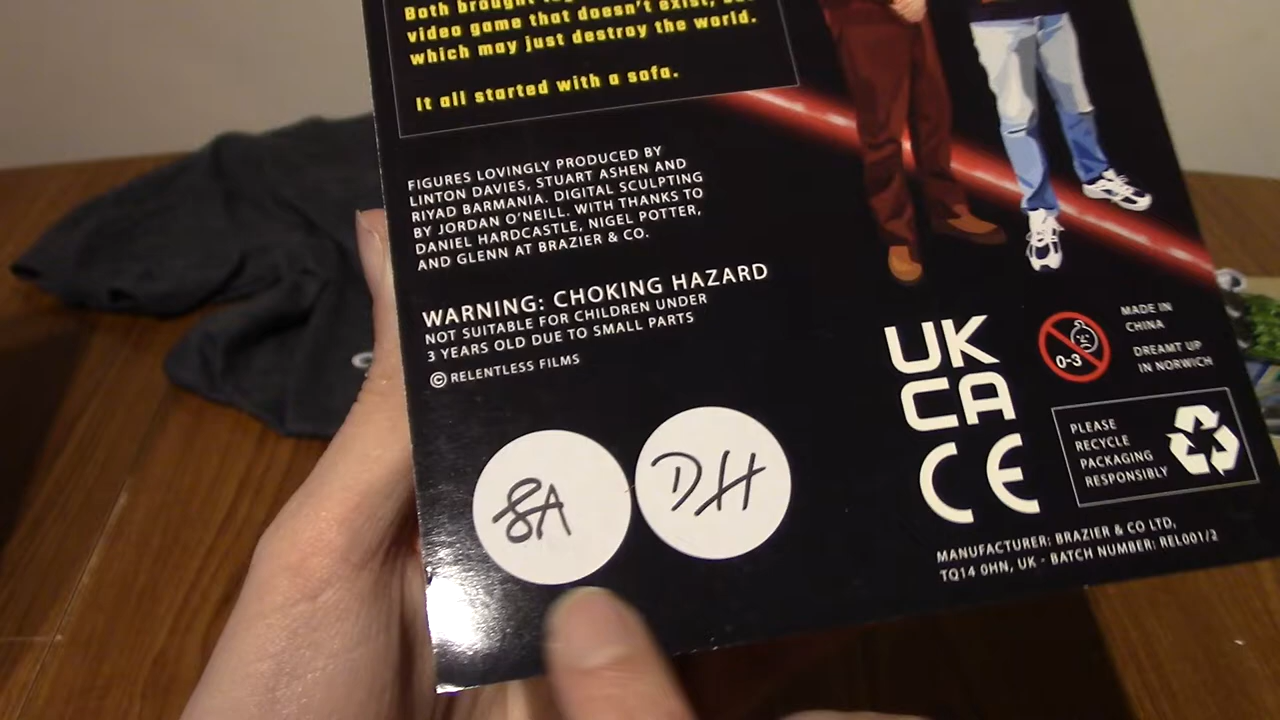 Both brought
video game that doesn't exist,
which may just destroy the world.
It all started with a sofa.
FIGURES LOVINGLY PRODUCED BY
LINTON DAVIES, STUART ASHEN AND
RIYAD BARMANIA. DIGITAL SCULPTING
BY JORDAN O'NEILL. WITH THANKS TO
DANIEL HARDCASTLE, NIGEL POTTER,
AND GLENN AT BRAZIER & CO.
WARNING: CHOKING HAZARD
NOT SUITABLE FOR CHILDREN UNDER
3 YEARS OLD DUE TO SMALL PARTS
© RELENTLESS FILMS
SA
DH
UK
CA
CE
0-3
MADE IN
CHINA
DREAMT UP
IN NORWICH
PLEASE
RECYCLE
PACKAGING
RESPONSIBLY
MANUFACTURER: BRAZIER & CO LTD,
TQ14 0HN, UK - BATCH NUMBER: REL001/2